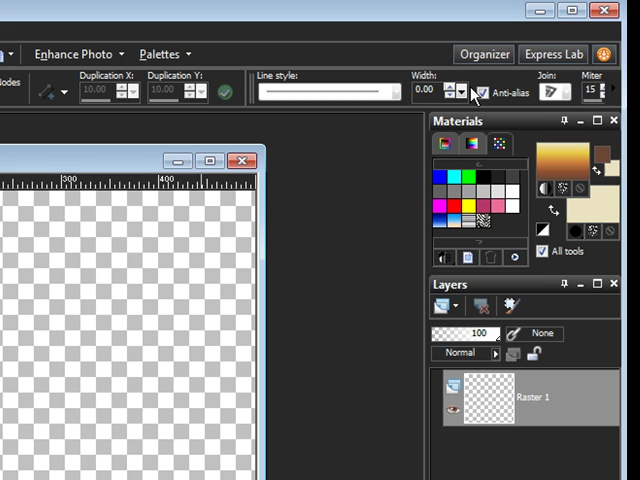 Enhance Photo Palettes Organizer Express Lab
Nodes Duplication X: Duplication Y: Line style: Width: Join: Miter
10.00 10.00 0.00 Anti-alias 15
Materials
300 400
All tools
Layers
100 None
Normal
Raster 1